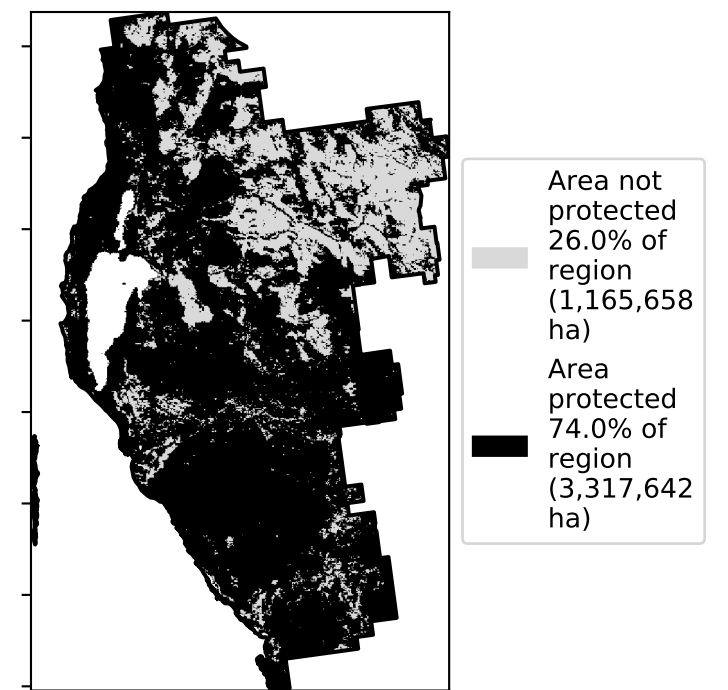 Area not
protected
26.0% of
region
(1,165,658
ha)
Area
protected
74.0% of
region
(3,317,642
ha)